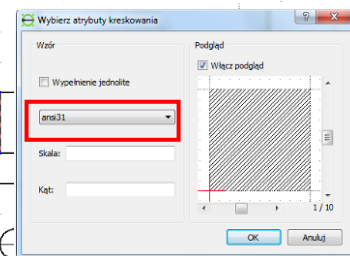 Wybierz atrybuty kreskowania
Wzór
Wypełnienie jednolite
ansi31
Skala:
Kąt:
Podgląd
Włącz podgląd
1 / 10
OK
Anuluj